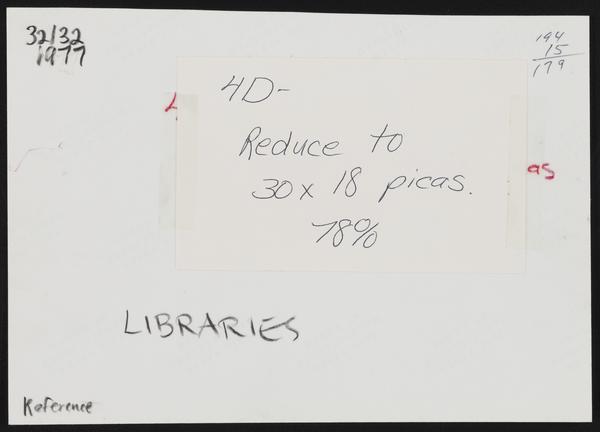 32/32
1977
194
15
179
4D-
Reduce to
30 x 18 picas.
78%
as
LIBRARIES
Reference